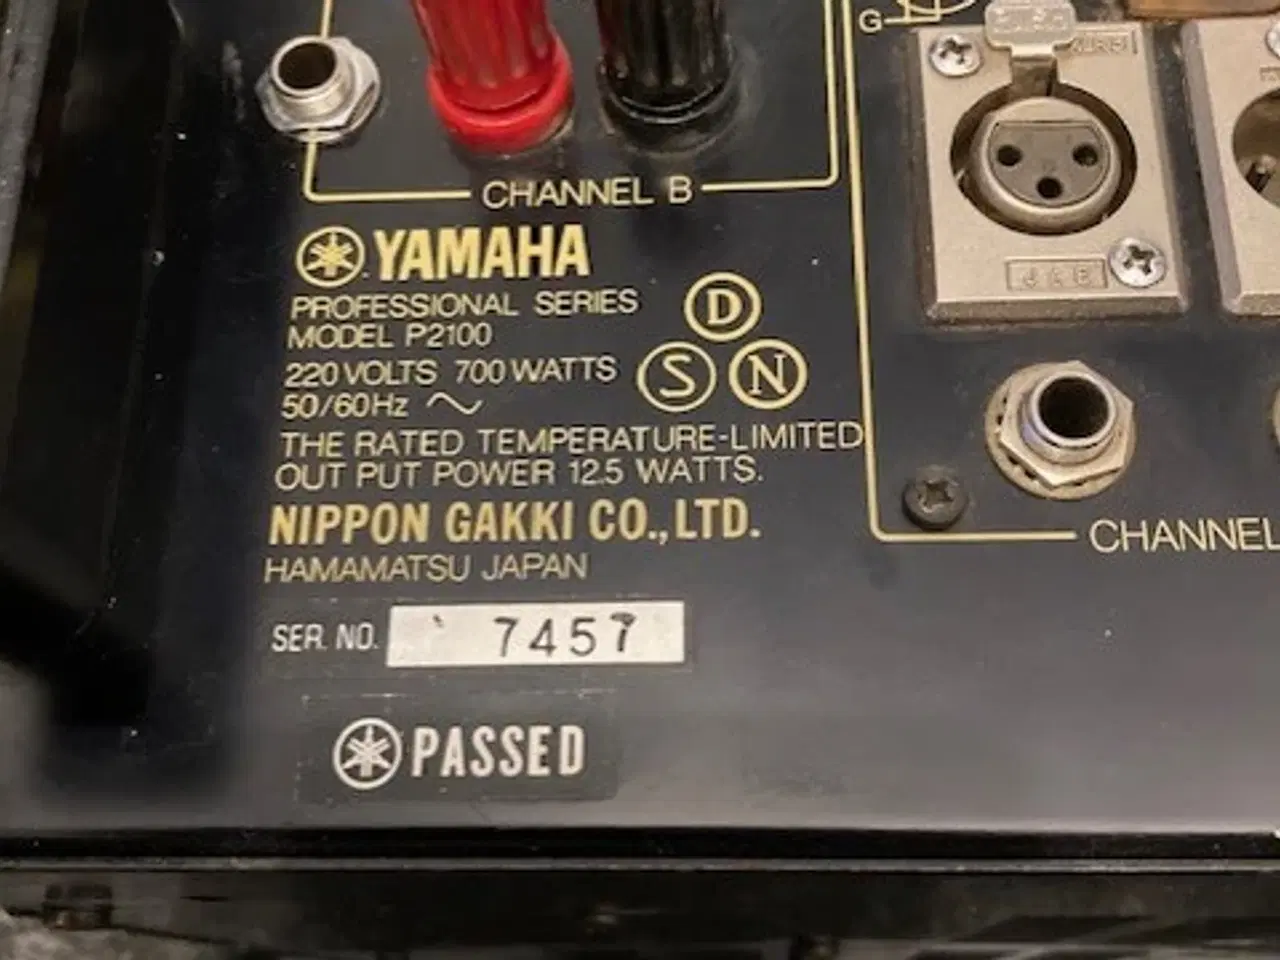 G
CHANNEL B
YAMAHA
PROFESSIONAL SERIES
MODEL P2100
220 VOLTS 700 WATTS
50/60Hz ~
D
S N
THE RATED TEMPERATURE-LIMITED
OUT PUT POWER 12.5 WATTS.
NIPPON GAKKI CO., LTD.
HAMAMATSU JAPAN
SER. NO. 7457
PASSED
CHANNEL